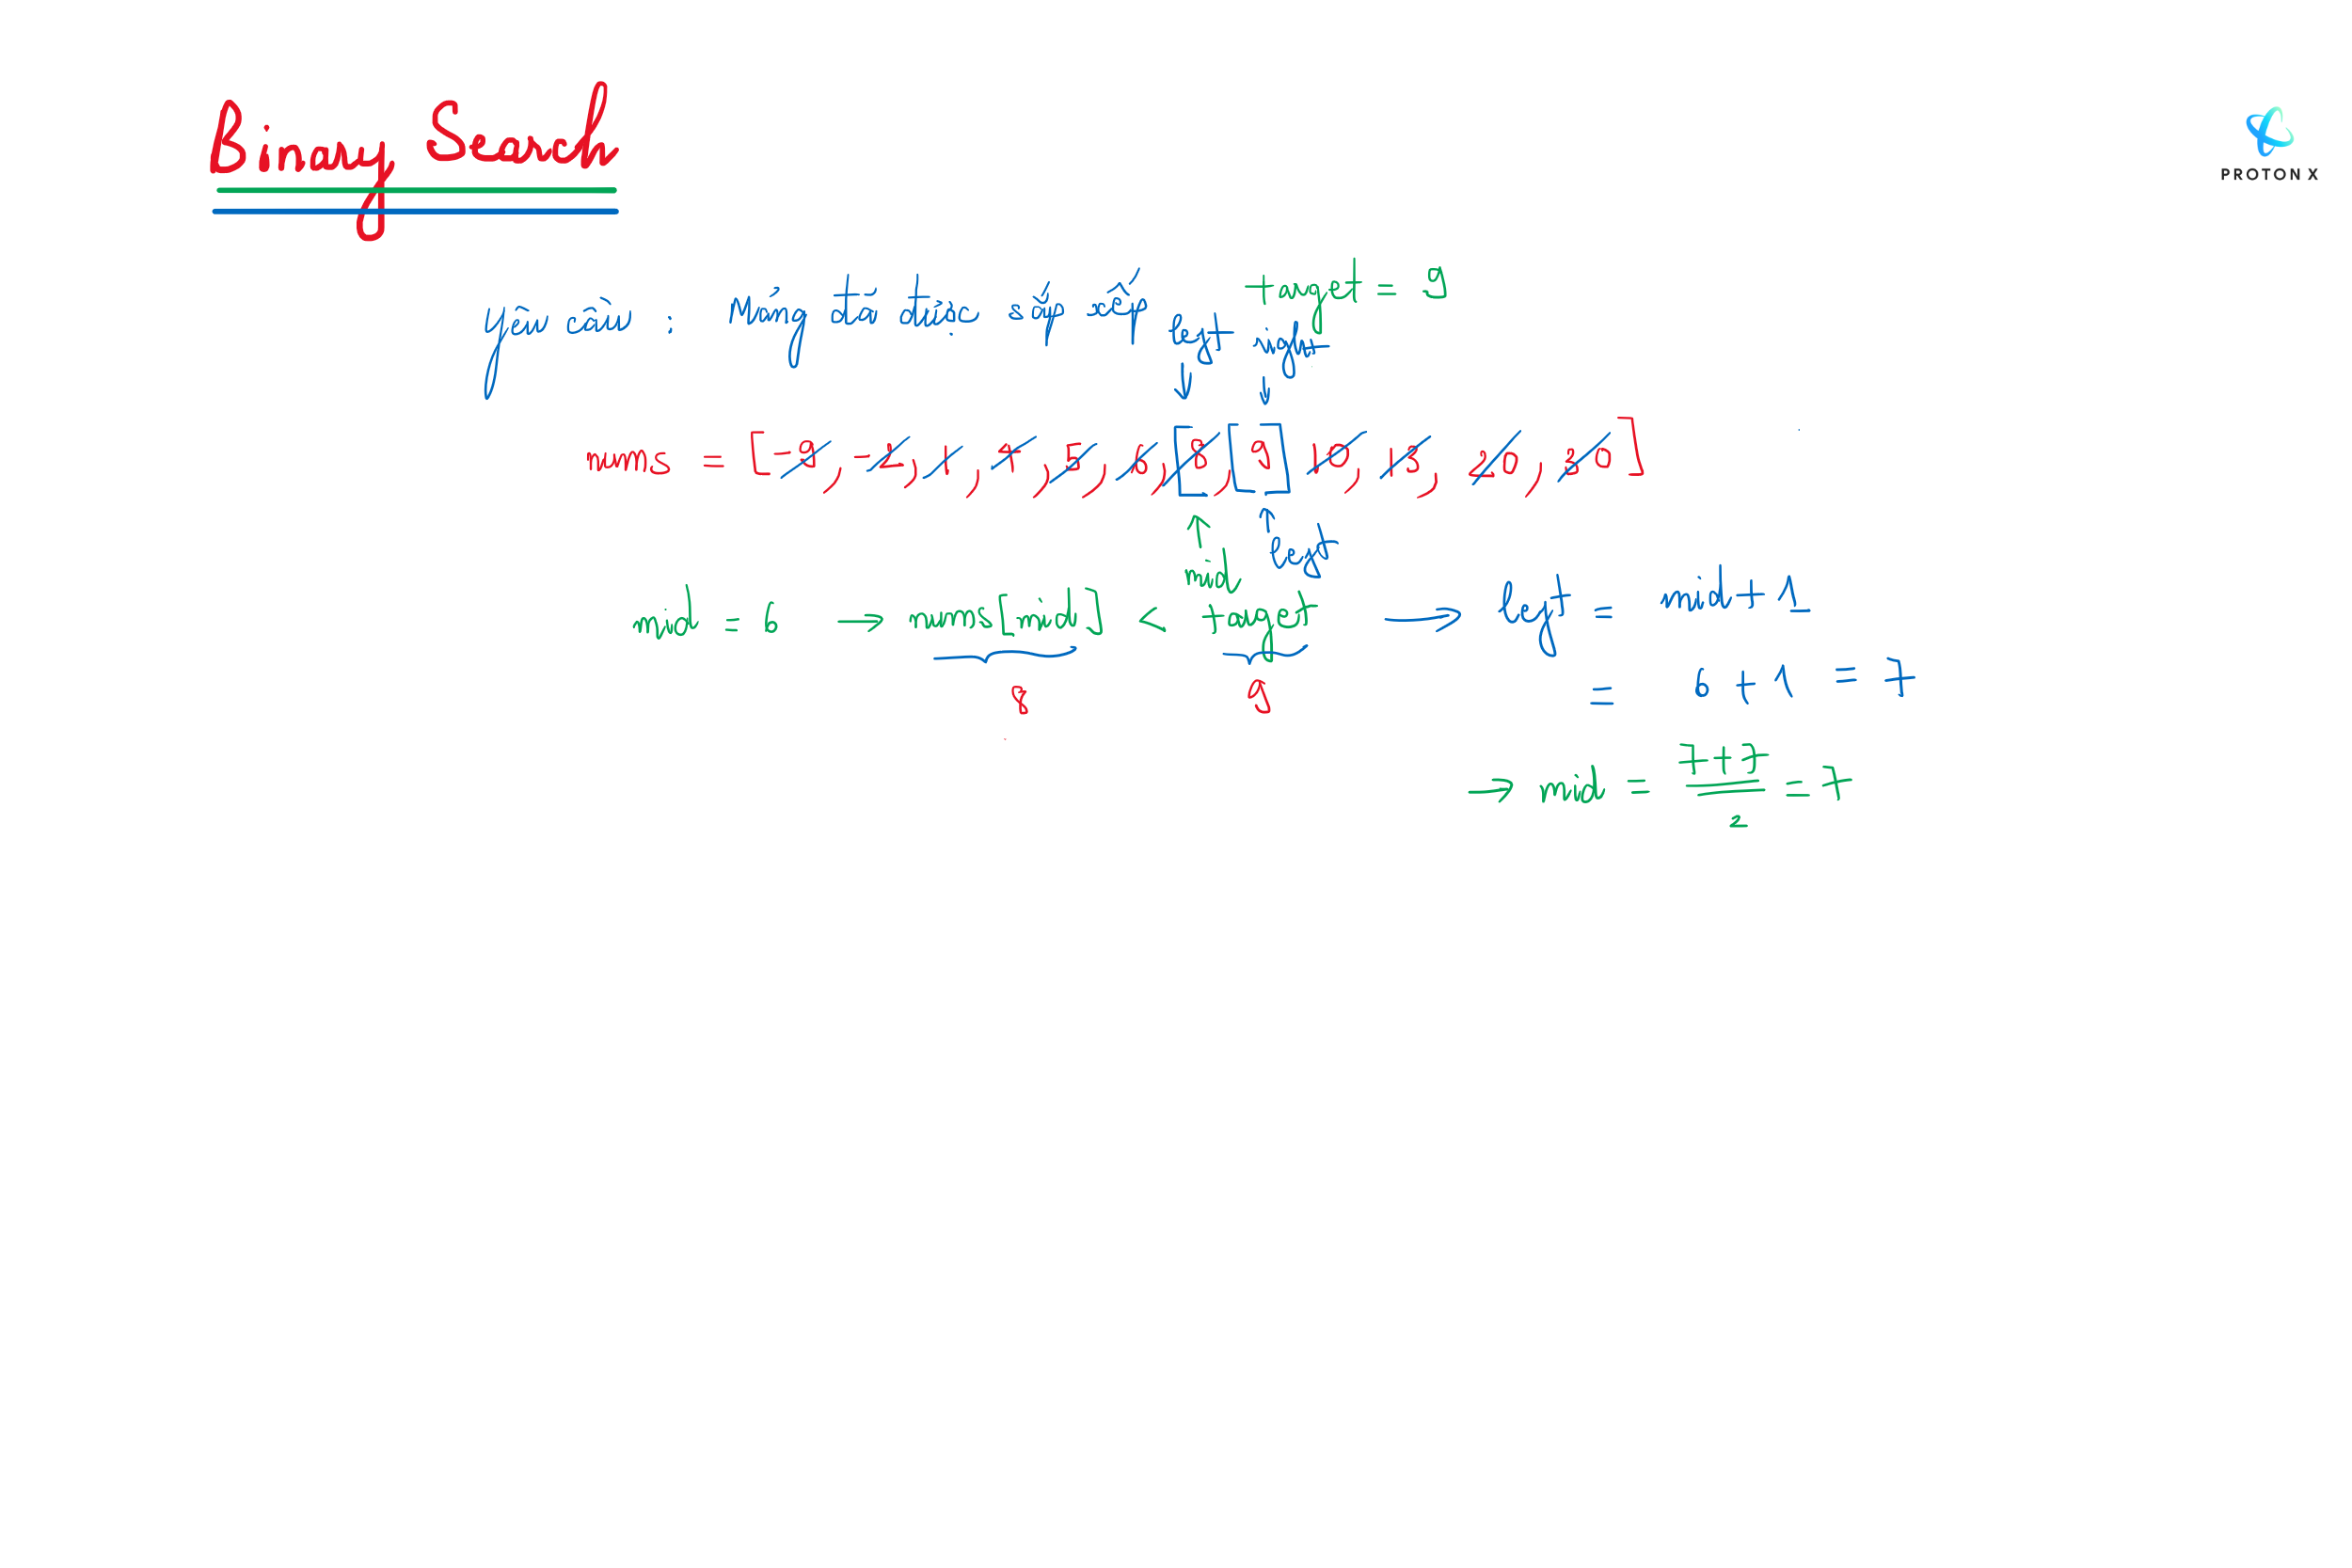 Binary Search
PROTON X
yêu cầu : Mảng đã được sắp xếp
target = 9
left right
nums = [-9, -2, 1, 4, 5, 6, [8, [9] 10, 13, 20, 30]
mid
left
mid = 6 → num[mid] < target → left = mid + 1
8 9
= 6 + 1 = 7
→ mid = 7+7 / 2 = 7